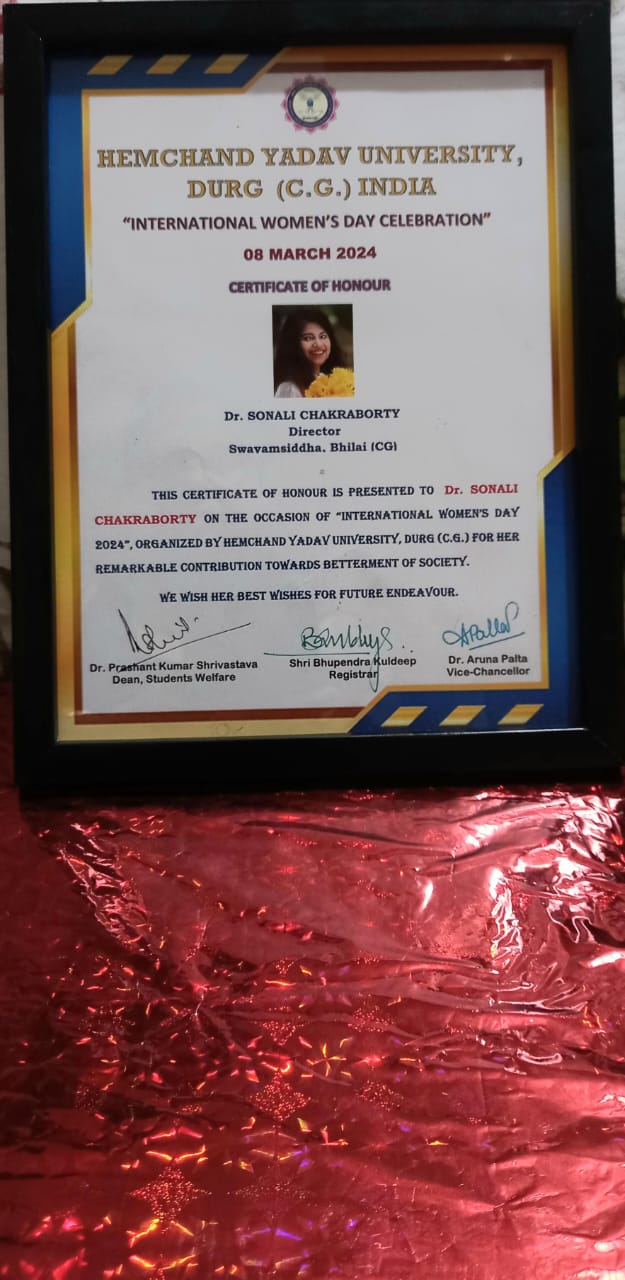 HEMCHAND YADAV UNIVERSITY,
DURG (C.G.) INDIA
"INTERNATIONAL WOMEN'S DAY CELEBRATION"
08 MARCH 2024
CERTIFICATE OF HONOUR
Dr. SONALI CHAKRABORTY
Director
Swavamsiddha, Bhilai (CG)
THIS CERTIFICATE OF HONOUR IS PRESENTED TO Dr. SONALI
CHAKRABORTY ON THE OCCASION OF "INTERNATIONAL WOMEN'S DAY
2024", ORGANIZED BY HEMCHAND YADAV UNIVERSITY, DURG (C.G.) FOR HER
REMARKABLE CONTRIBUTION TOWARDS BETTERMENT OF SOCIETY.
WE WISH HER BEST WISHES FOR FUTURE ENDEAVOUR.
Dr. Prashant Kumar Shrivastava
Dean, Students Welfare
Shri Bhupendra Kuldeep
Registrar
APalta
Dr. Aruna Palta
Vice-Chancellor